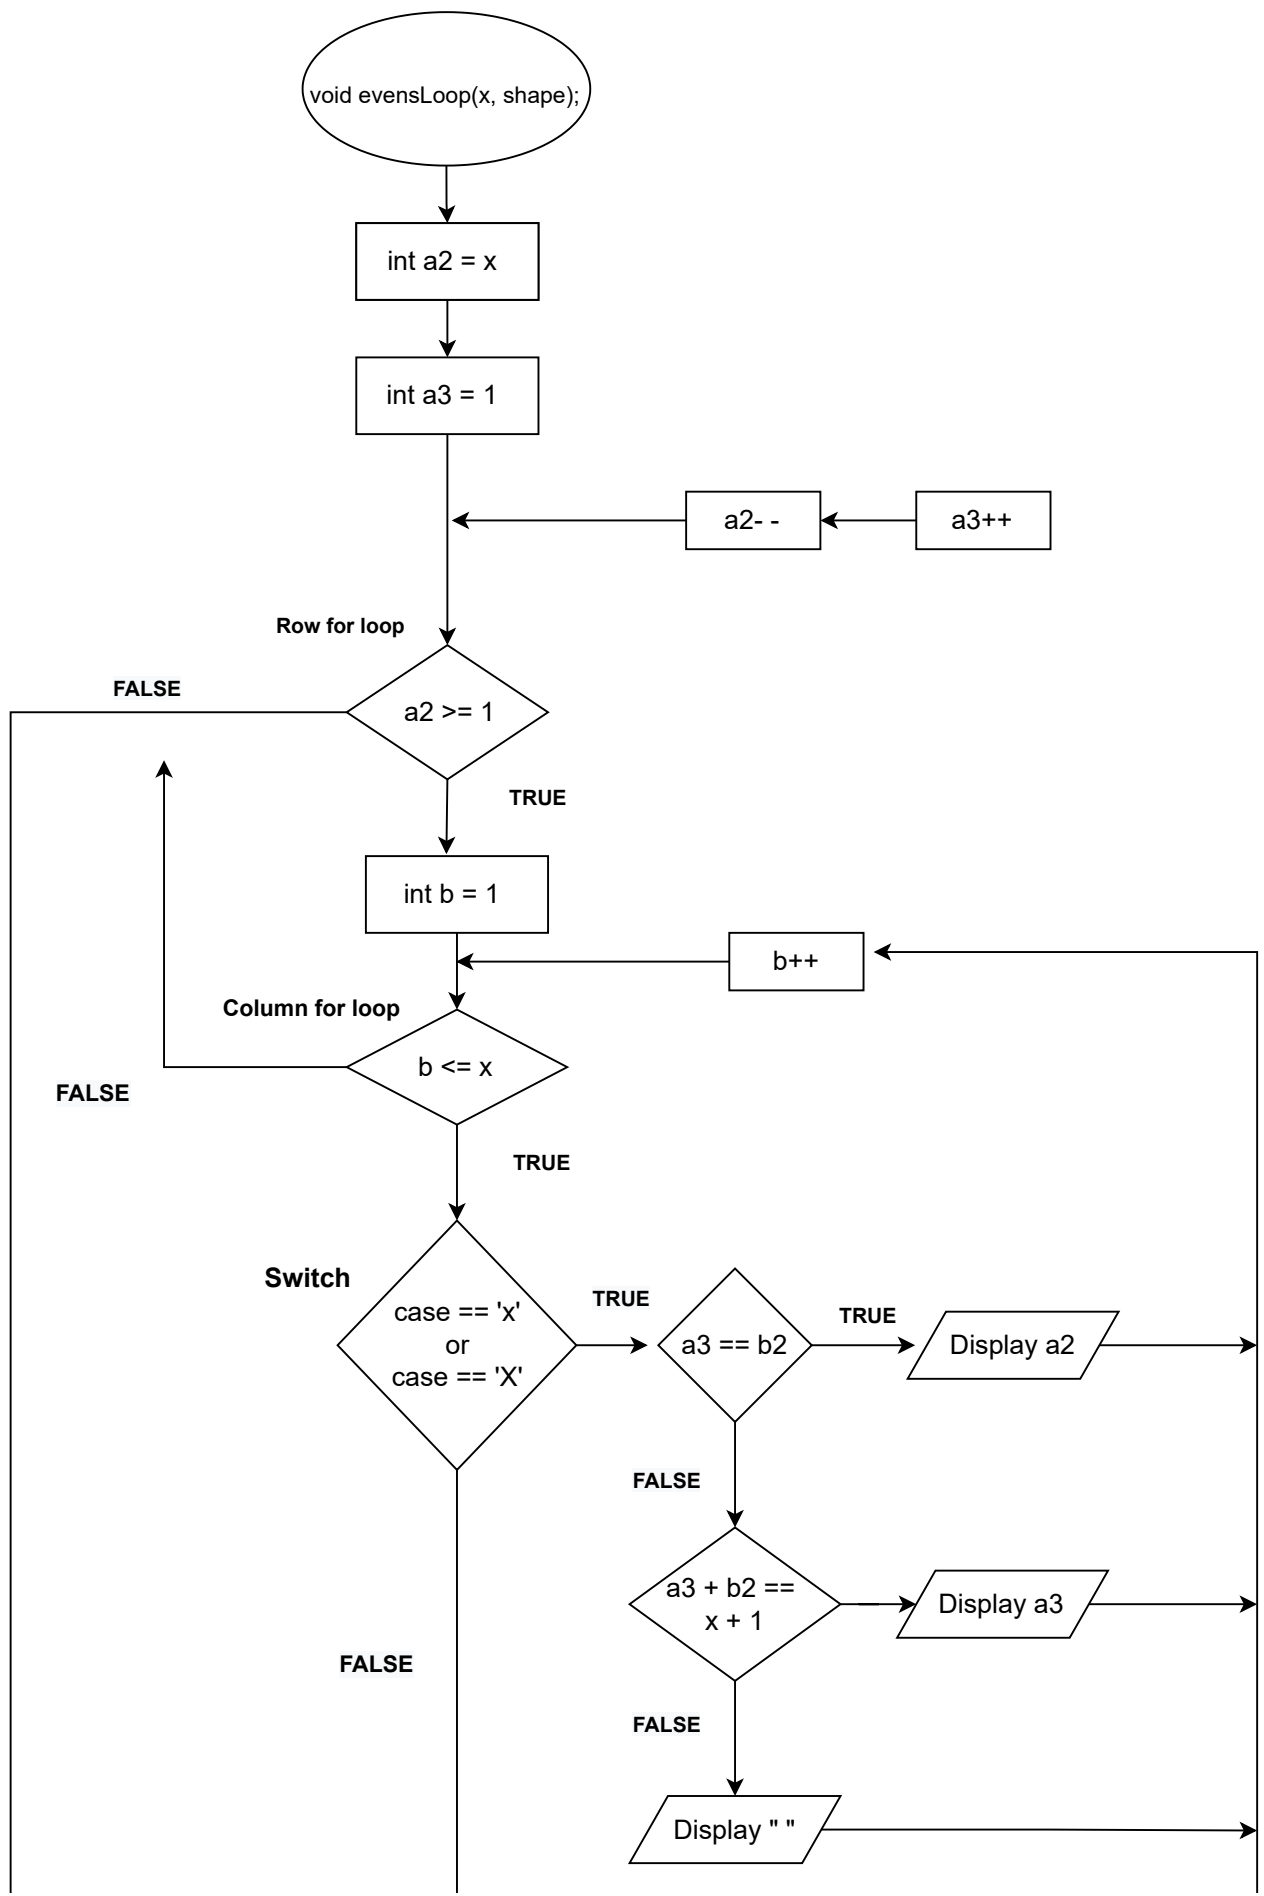 void evensLoop(x, shape);
int a2 = x
int a3 = 1
a2- -
a3++
Row for loop
FALSE
a2 >= 1
TRUE
int b = 1
b++
Column for loop
b <= x
FALSE
TRUE
Switch
case == 'x'
or
case == 'X'
TRUE
a3 == b2
TRUE
Display a2
FALSE
a3 + b2 ==
x + 1
Display a3
FALSE
FALSE
Display " "